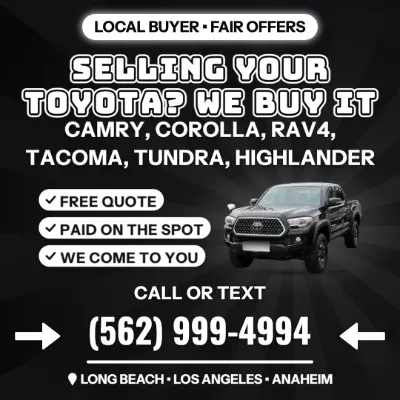 LOCAL BUYER • FAIR OFFERS
SELLING YOUR
TOYOTA? WE BUY IT
CAMRY, COROLLA, RAV4,
TACOMA, TUNDRA, HIGHLANDER
FREE QUOTE
PAID ON THE SPOT
WE COME TO YOU
CALL OR TEXT
(562) 999-4994
LONG BEACH • LOS ANGELES • ANAHEIM